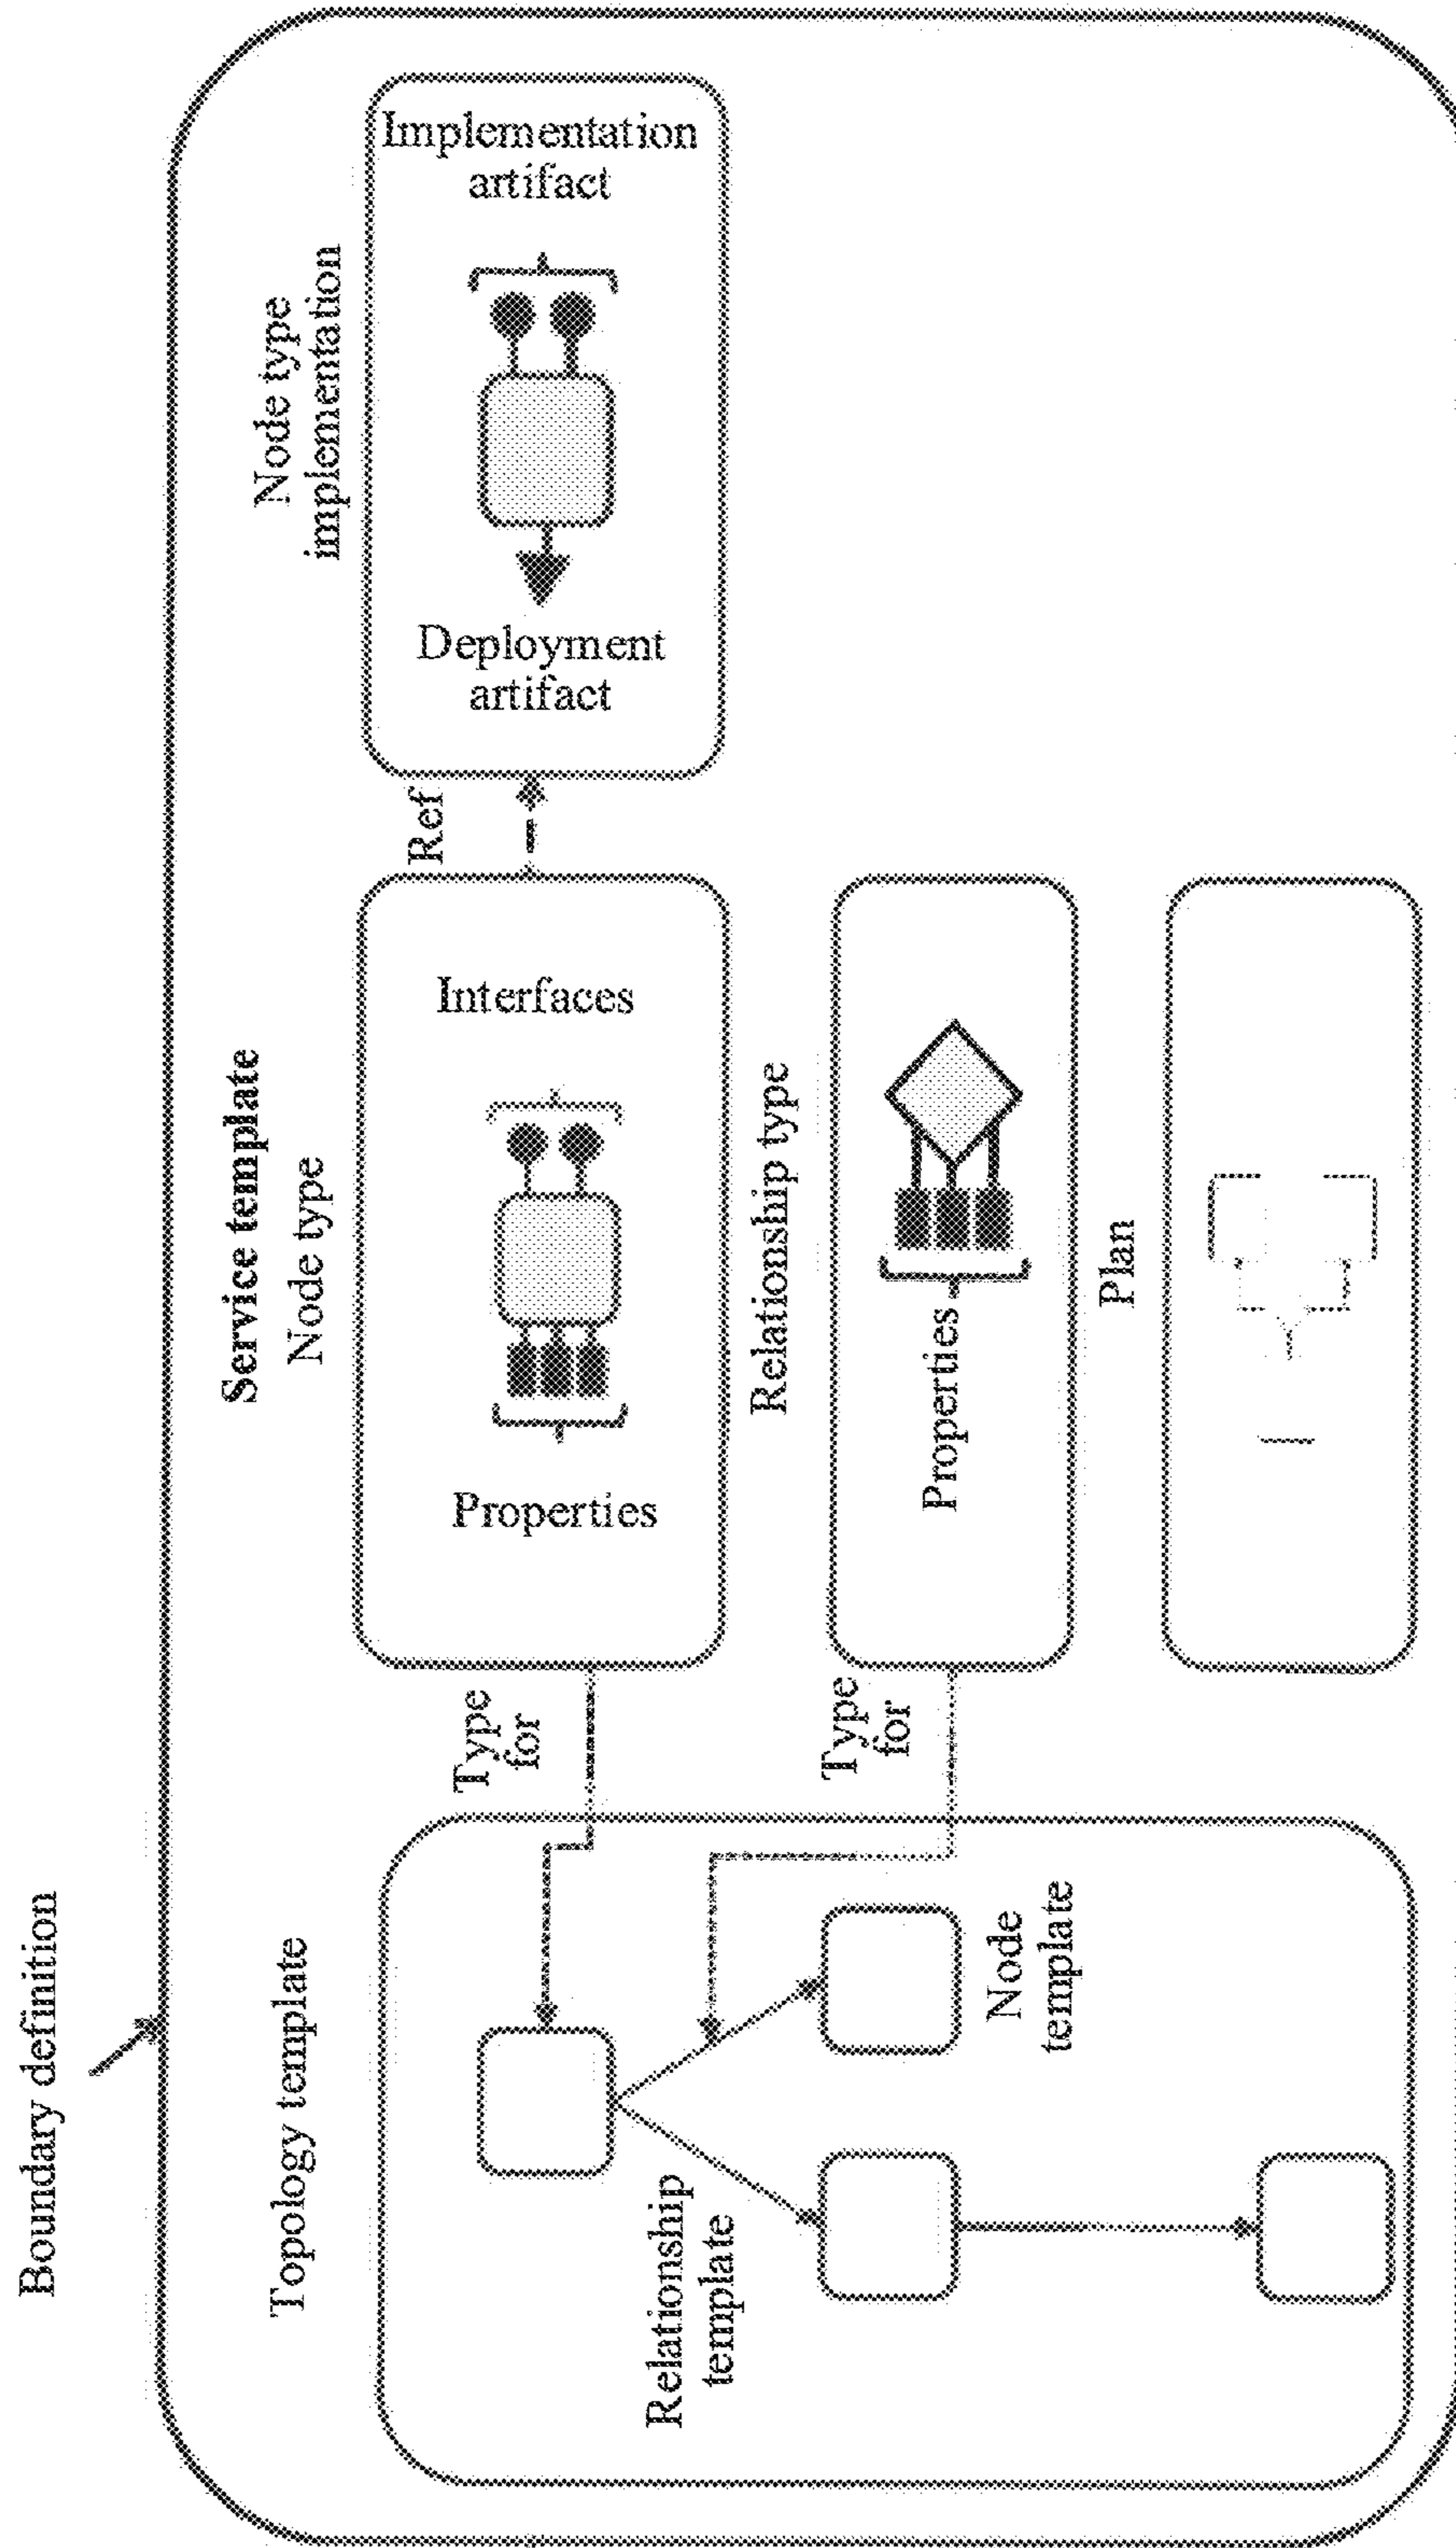 Boundary definition
Service template
Topology template
Node type
Node type
implementation
Type
for
Properties
Interfaces
Ref
Deployment
artifact
Implementation
artifact
Relationship
template
Node
template
Relationship type
Type
for
Properties
Plan